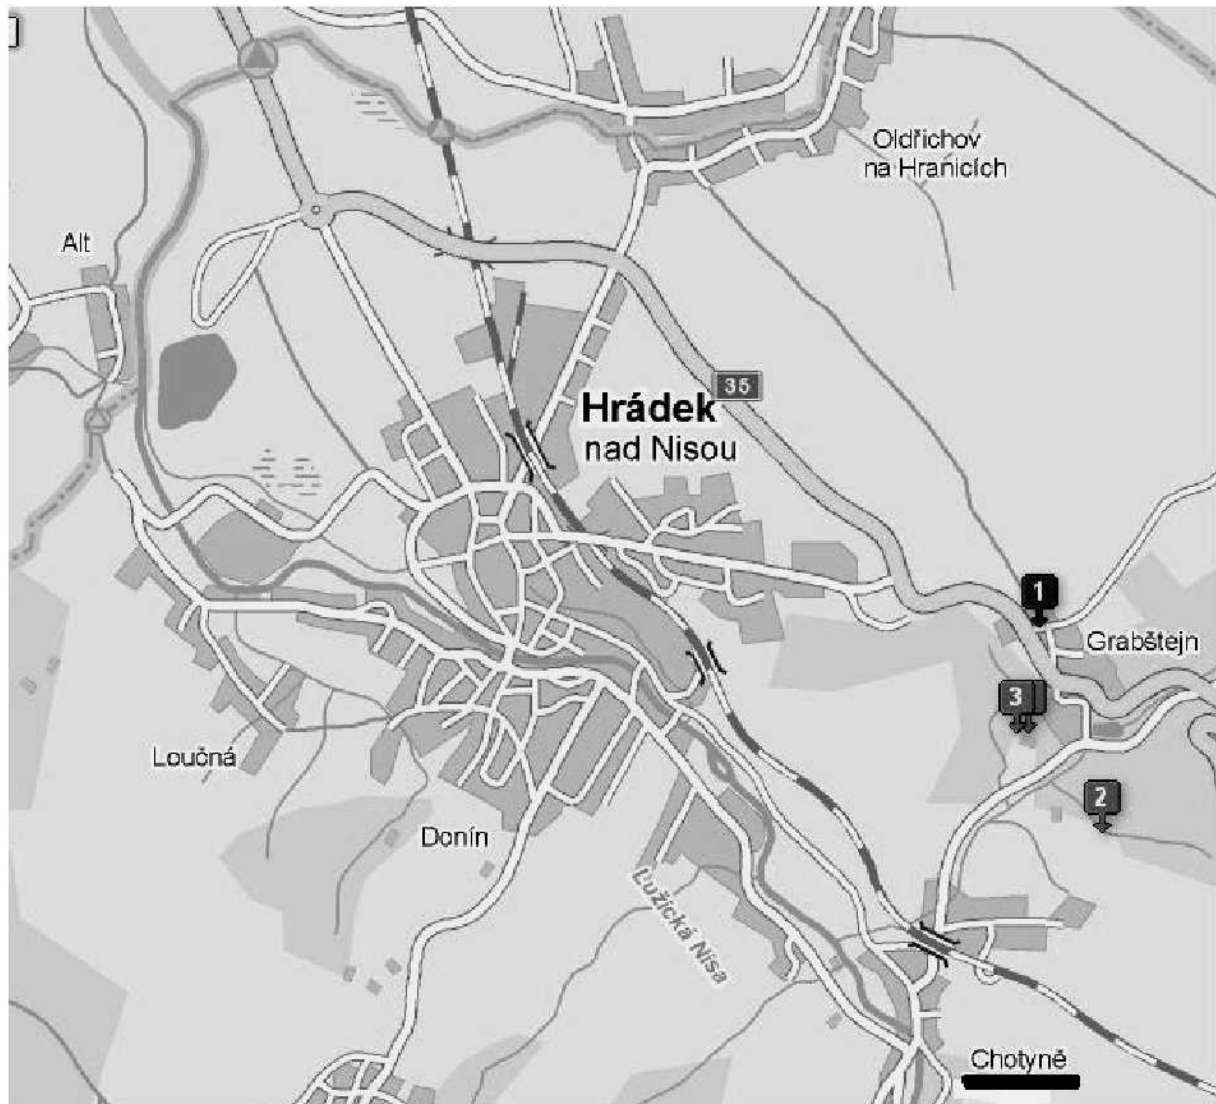 Oldřichov
na Hranicích
Alt
35
Hrádek
nad Nisou
1
Grabštejn
3
Loučná
2
Donín
Lužická Nisa
Chotyně